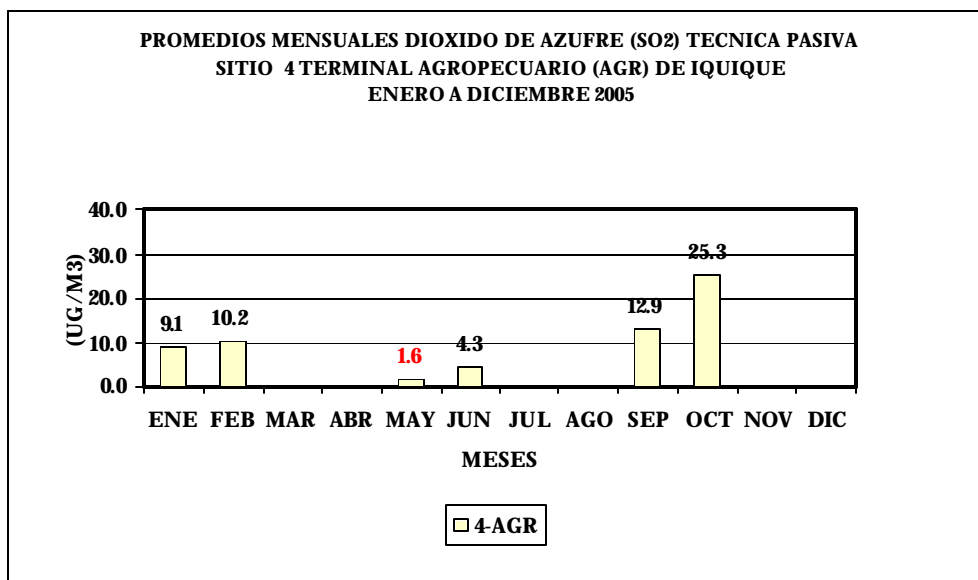 PROMEDIOS MENSUALES DIOXIDO DE AZUFRE (SO2) TECNICA PASIVA
SITIO 4 TERMINAL AGROPECUARIO (AGR) DE IQUIQUE
ENERO A DICIEMBRE 2005
(UG/M3)
40.0
30.0
20.0
10.0
0.0
9.1
10.2
1.6
4.3
12.9
25.3
ENE FEB MAR ABR MAY JUN JUL AGO SEP OCT NOV DIC
MESES
4-AGR